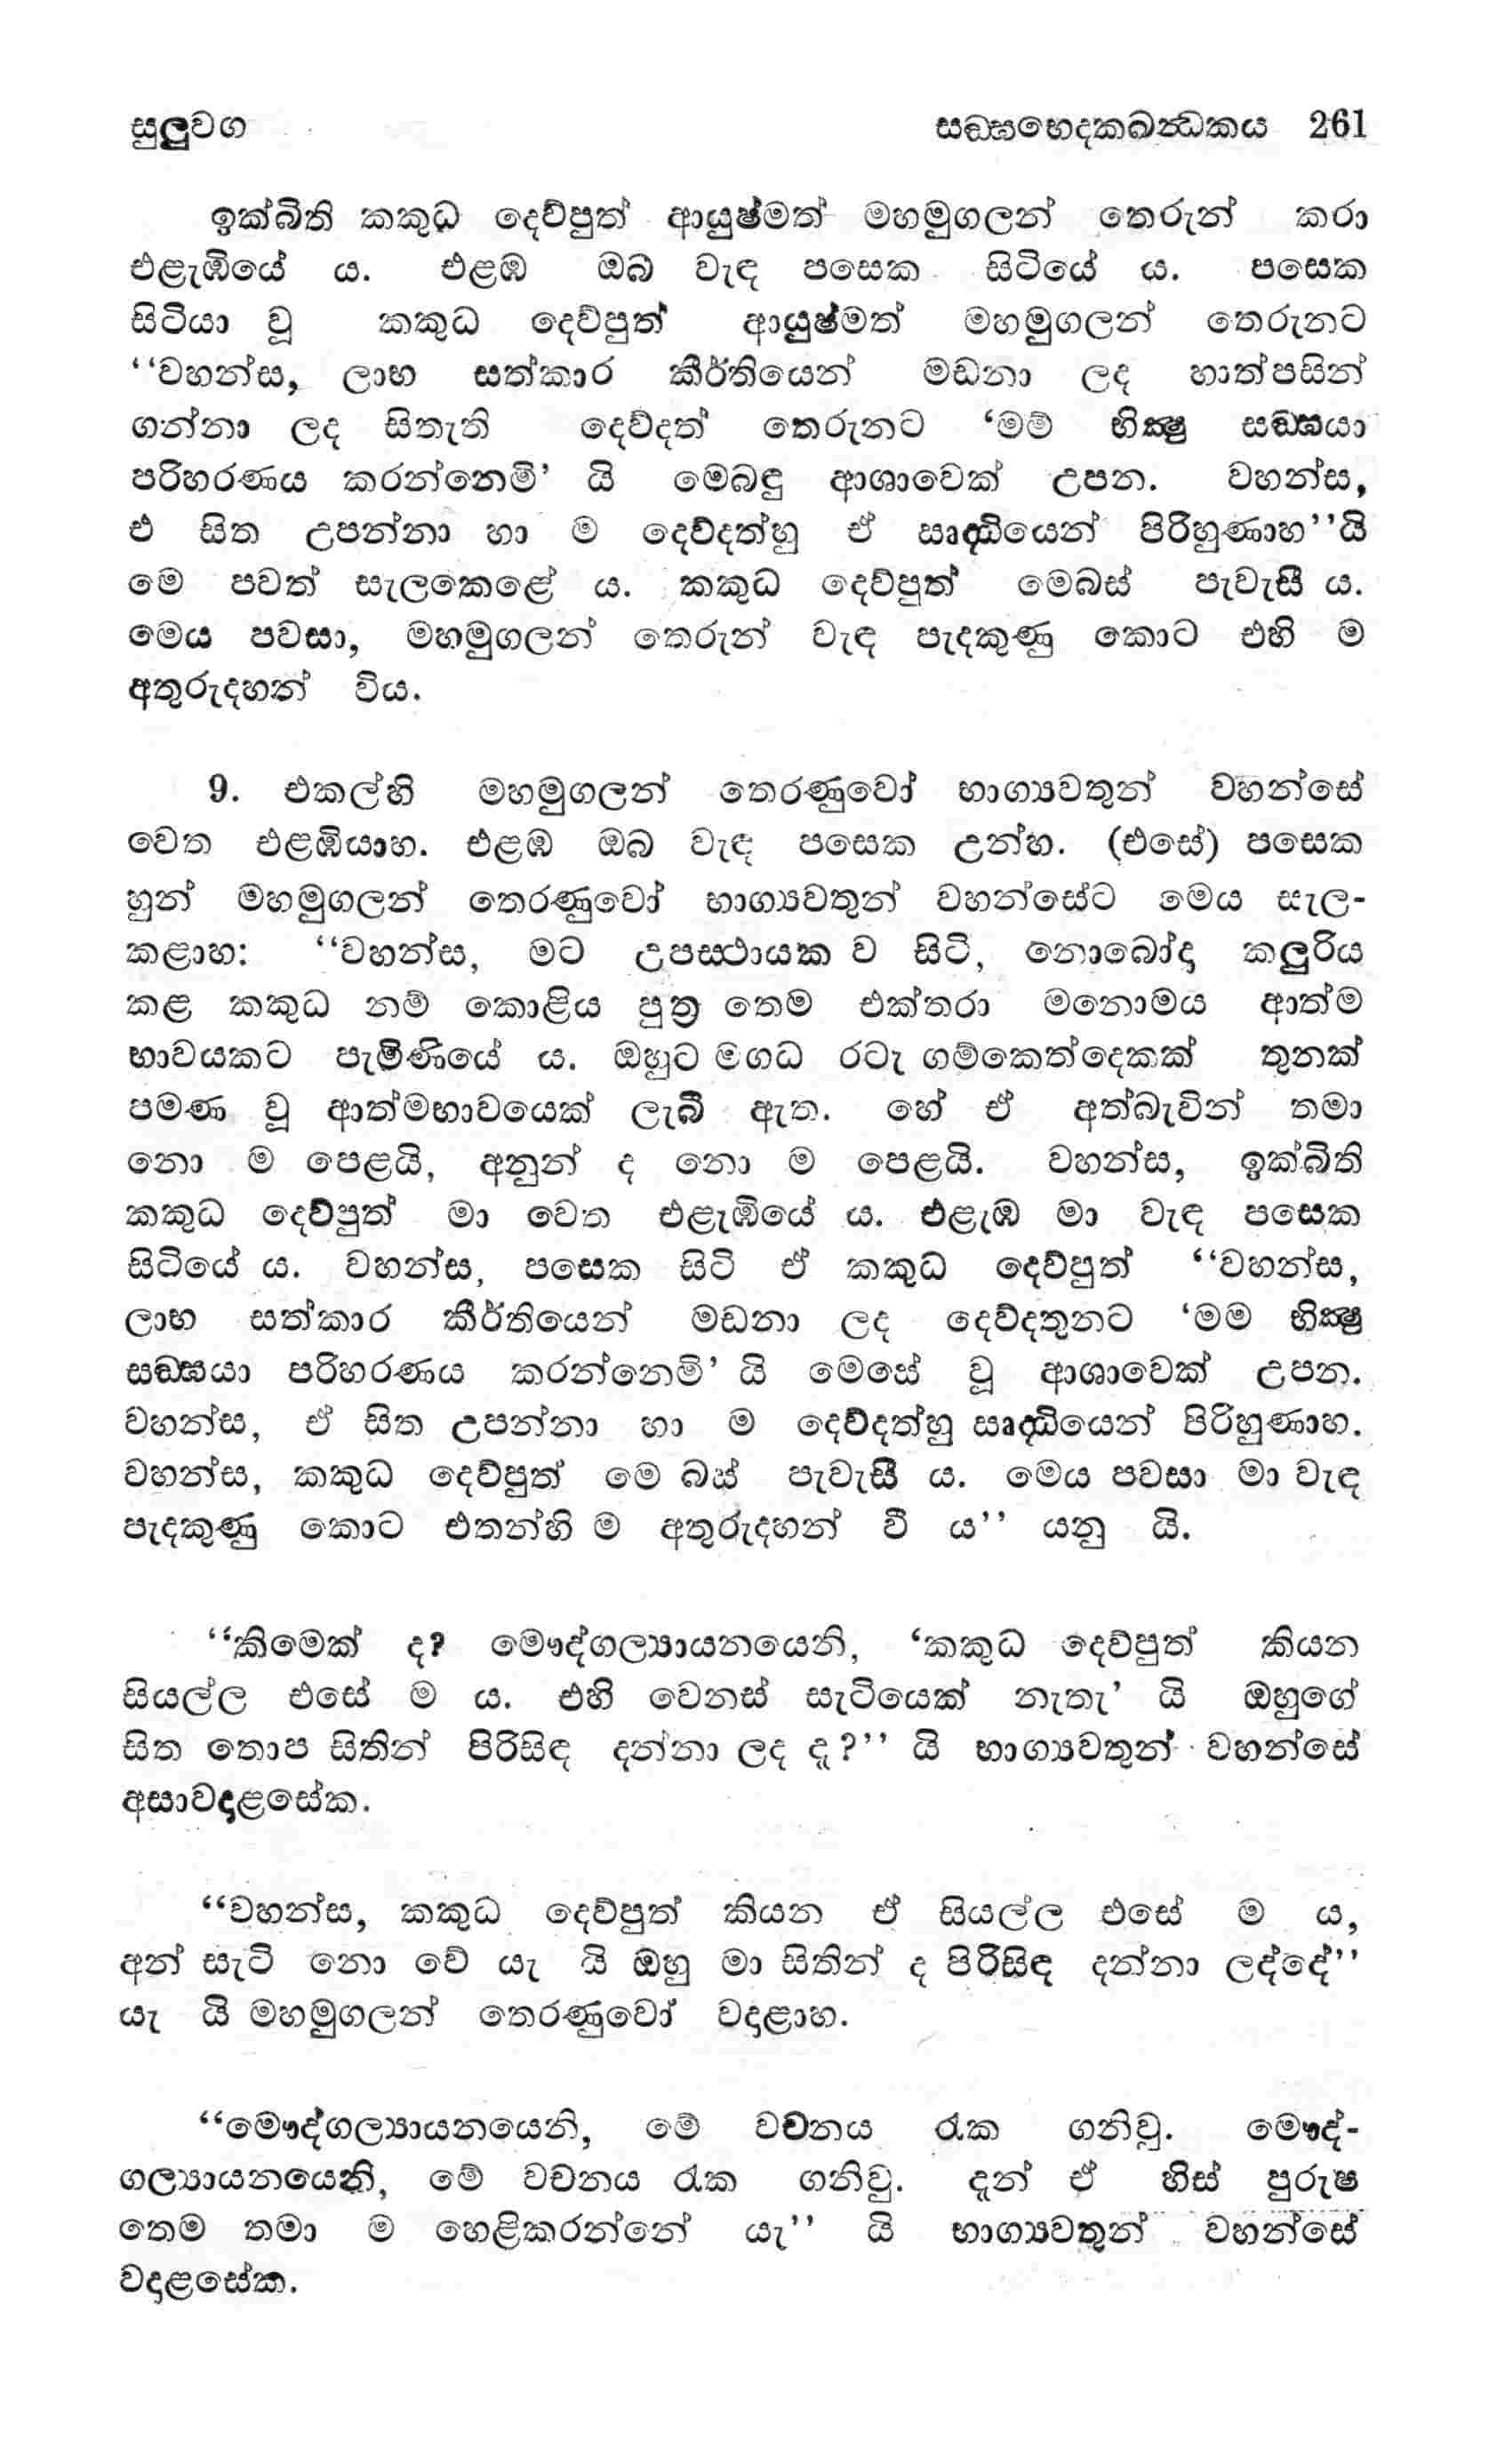 සුලුවග සඞ්ඝභෙදකඛන්ධකය 261
ඉක්බිති කකුධ දෙව්පුත් ආයුෂ්මත් මහමුගලන් තෙරුන් කරා
එළැඹියේ ය. එළඹ ඔබ වැඳ පසෙක සිටියේ ය. පසෙක
සිටියා වූ කකුධ දෙව්පුත් ආයුෂ්මත් මහමුගලන් තෙරුනට
‘‘වහන්ස, ලාභ සත්කාර කීර්තියෙන් මඩනා ලද හාත්පසින්
ගන්නා ලද සිතැති දෙව්දත් තෙරුනට ‘මම් භික්‍ෂු සඞ්ඝයා
පරිහරණය කරන්නෙමි’ යි මෙබඳු ආශාවෙක් උපන. වහන්ස,
එ සිත උපන්නා හා ම දෙව්දත්හු ඒ ඍද්ධියෙන් පිරිහුණාහ’’යි
මෙ පවත් සැලකෙළේ ය. කකුධ දෙව්පුත් මෙබස් පැවැසී ය.
මෙය පවසා, මහමුගලන් තෙරුන් වැඳ පැදකුණු කොට එහි ම
අතුරුදහන් විය.
9. එකල්හි මහමුගලන් තෙරණුවෝ භාග්‍යවතුන් වහන්සේ
වෙත එළඹියාහ. එළඹ ඔබ වැඳ පසෙක උන්හ. (එසේ) පසෙක
හුන් මහමුගලන් තෙරණුවෝ භාග්‍යවතුන් වහන්සේට මෙය සැල-
කළාහ: ‘‘වහන්ස, මට උපස්ථායක ව සිටි, නොබෝදා කලුරිය
කළ කකුධ නම් කොළිය පුත්‍ර තෙම එක්තරා මනොමය ආත්ම
භාවයකට පැමිණියේ ය. ඔහුට මගධ රටැ ගම්කෙත්දෙකක් තුනක්
පමණ වූ ආත්මභාවයෙක් ලැබී ඇත. හේ ඒ අත්බැවින් තමා
නො ම පෙළයි, අනුන් ද නො ම පෙළයි. වහන්ස, ඉක්බිති
කකුධ දෙව්පුත් මා වෙත එළැඹියේ ය. එළැඹ මා වැඳ පසෙක
සිටියේ ය. වහන්ස, පසෙක සිටි ඒ කකුධ දෙව්පුත් ‘‘වහන්ස,
ලාභ සත්කාර කීර්තියෙන් මඩනා ලද දෙව්දතුනට ‘මම භික්‍ෂු
සඞ්ඝයා පරිහරණය කරන්නෙමි’ යි මෙසේ වූ ආශාවෙක් උපන.
වහන්ස, ඒ සිත උපන්නා හා ම දෙව්දත්හු ඍද්ධියෙන් පිරිහුණාහ.
වහන්ස, කකුධ දෙව්පුත් මෙ බස් පැවැසී ය. මෙය පවසා මා වැඳ
පැදකුණු කොට එතන්හි ම අතුරුදහන් වී ය’’ යනු යි.
‘‘කිමෙක් ද? මෞද්ගල්‍යායනයෙනි, ‘කකුධ දෙව්පුත් කියන
සියල්ල එසේ ම ය. එහි වෙනස් සැටියෙක් නැතැ’ යි ඔහුගේ
සිත තොප සිතින් පිරිසිඳ දන්නා ලද දැ?’’ යි භාග්‍යවතුන් වහන්සේ
අසාවදාළසේක.
‘‘වහන්ස, කකුධ දෙව්පුත් කියන ඒ සියල්ල එසේ ම ය,
අන් සැටි නො වේ යැ යි ඔහු මා සිතින් ද පිරිසිඳ දන්නා ලද්දේ’’
යැ යි මහමුගලන් තෙරණුවෝ වදාළාහ.
‘‘මෞද්ගල්‍යායනයෙනි, මේ වචනය රැක ගනිවු. මෞද්-
ගල්‍යායනයෙනි, මේ වචනය රැක ගනිවු. දැන් ඒ හිස් පුරුෂ
තෙම තමා ම හෙළිකරන්නේ යැ’’ යි භාග්‍යවතුන් වහන්සේ
වදාළසේක.